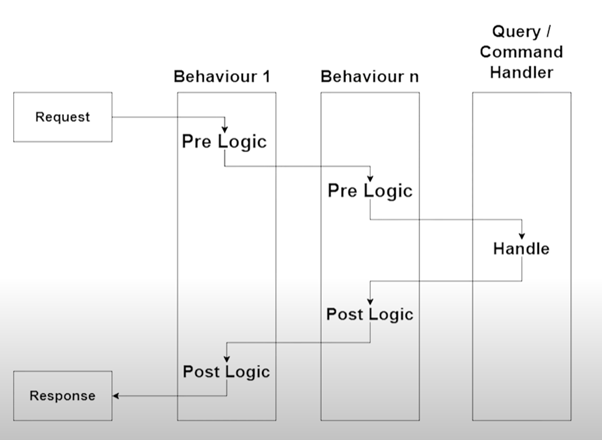 Query /
Command
Handler
Behaviour 1
Behaviour n
Request
Pre Logic
Pre Logic
Handle
Post Logic
Post Logic
Response